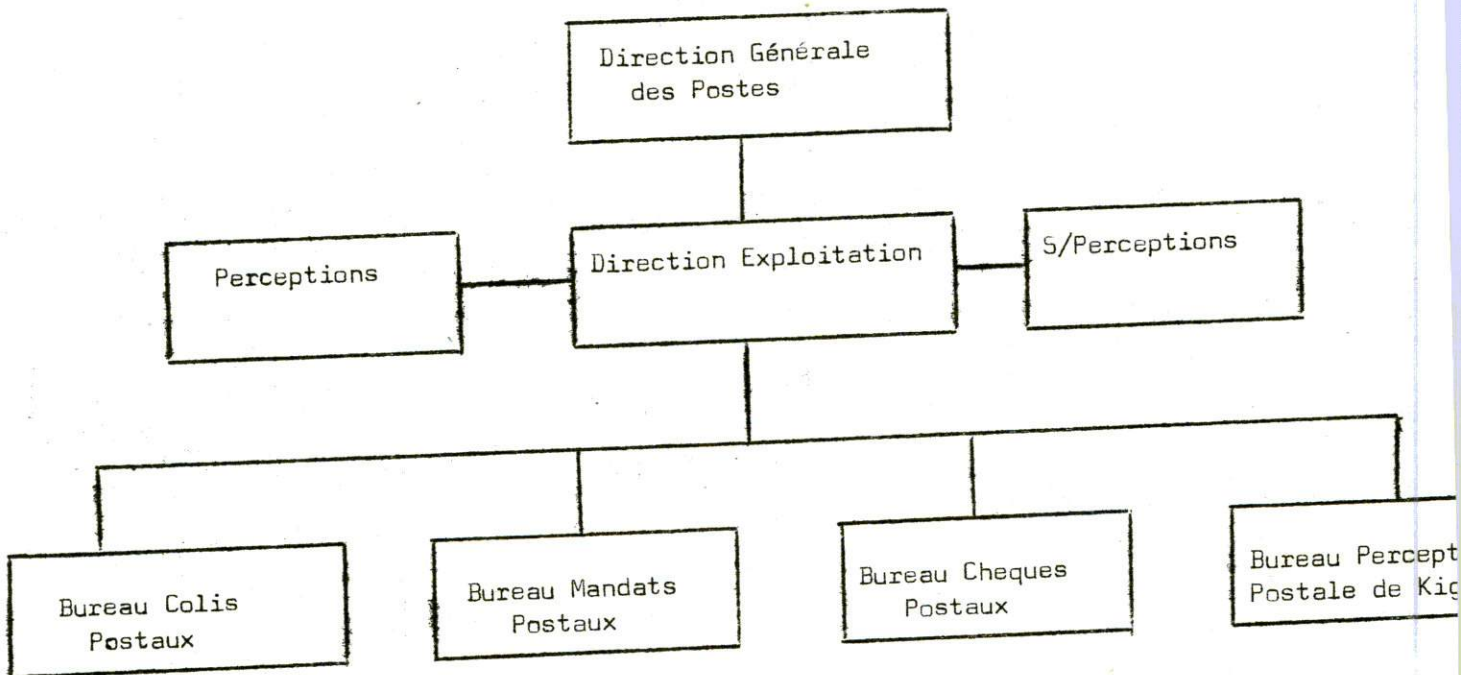 Direction Générale
des Postes
Perceptions
Direction Exploitation
S/Perceptions
Bureau Colis
Postaux
Bureau Mandats
Postaux
Bureau Cheques
Postaux
Bureau Percept
Postale de Kig